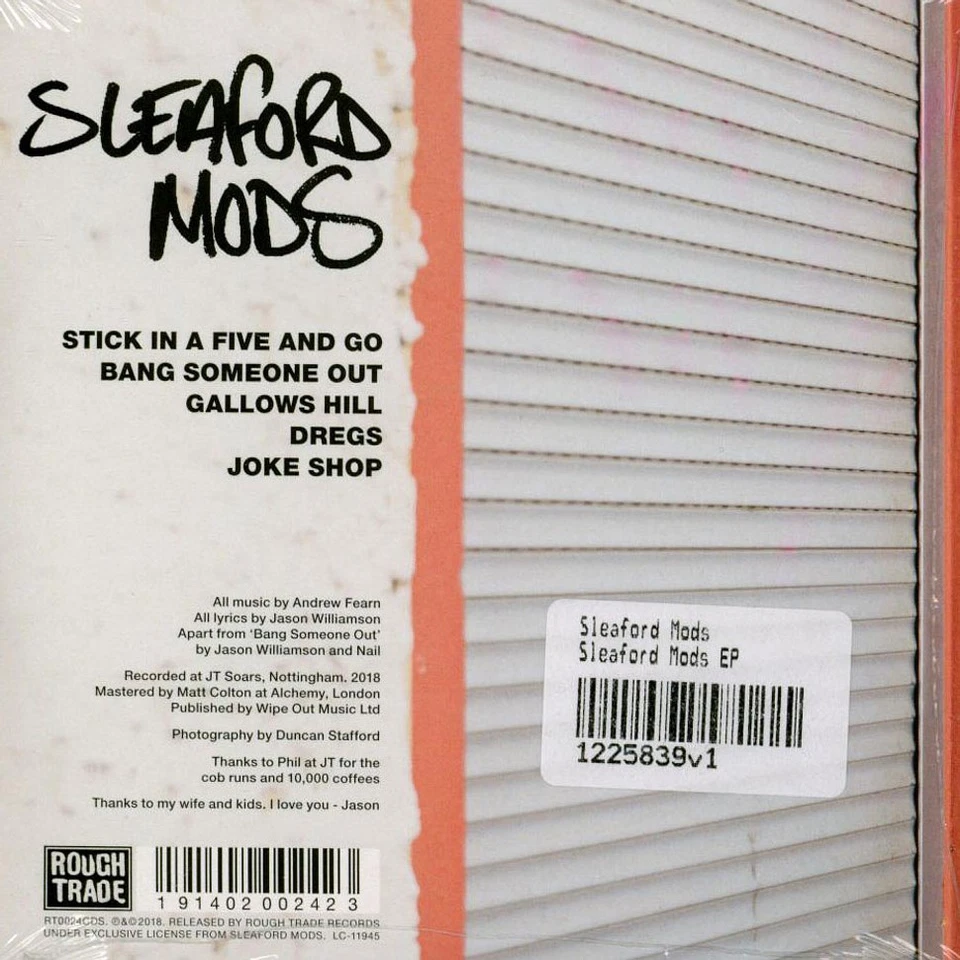 SLEAFORD
MODS
STICK IN A FIVE AND GO
BANG SOMEONE OUT
GALLOWS HILL
DREGS
JOKE SHOP
All music by Andrew Fearn
All lyrics by Jason Williamson
Apart from ‘Bang Someone Out’
by Jason Williamson and Nail
Recorded at JT Soars, Nottingham. 2018
Mastered by Matt Colton at Alchemy, London
Published by Wipe Out Music Ltd
Photography by Duncan Stafford
Thanks to Phil at JT for the
cob runs and 10,000 coffees
Thanks to my wife and kids. I love you - Jason
Sleaford Mods
Sleaford Mods EP
1225839v1
ROUGH
TRADE
1 91402 00242 3
RT0024CDS. ℗&©2018. RELEASED BY ROUGH TRADE RECORDS
UNDER EXCLUSIVE LICENSE FROM SLEAFORD MODS. LC-11945